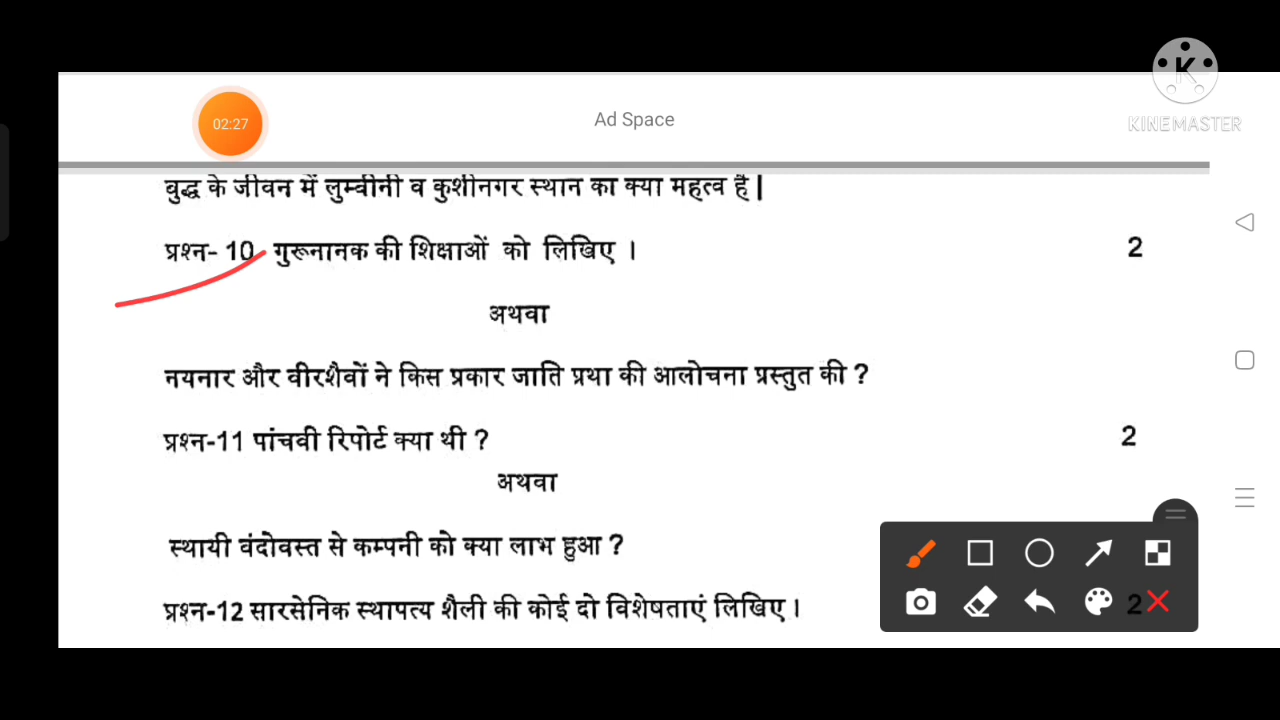 02:27
Ad Space
KINEMASTER
बुद्ध के जीवन में लुम्वीनी व कुशीनगर स्थान का क्या महत्व है|
प्रश्न- 10 गुरूनानक की शिक्षाओं को लिखिए । 2
अथवा
नयनार और वीरशैवों ने किस प्रकार जाति प्रथा की आलोचना प्रस्तुत की ?
प्रश्न-11 पांचवी रिपोर्ट क्या थी ? 2
अथवा
स्थायी वंदोवस्त से कम्पनी को क्या लाभ हुआ ?
प्रश्न-12 सारसेनिक स्थापत्य शैली की कोई दो विशेषताएं लिखिए । 2